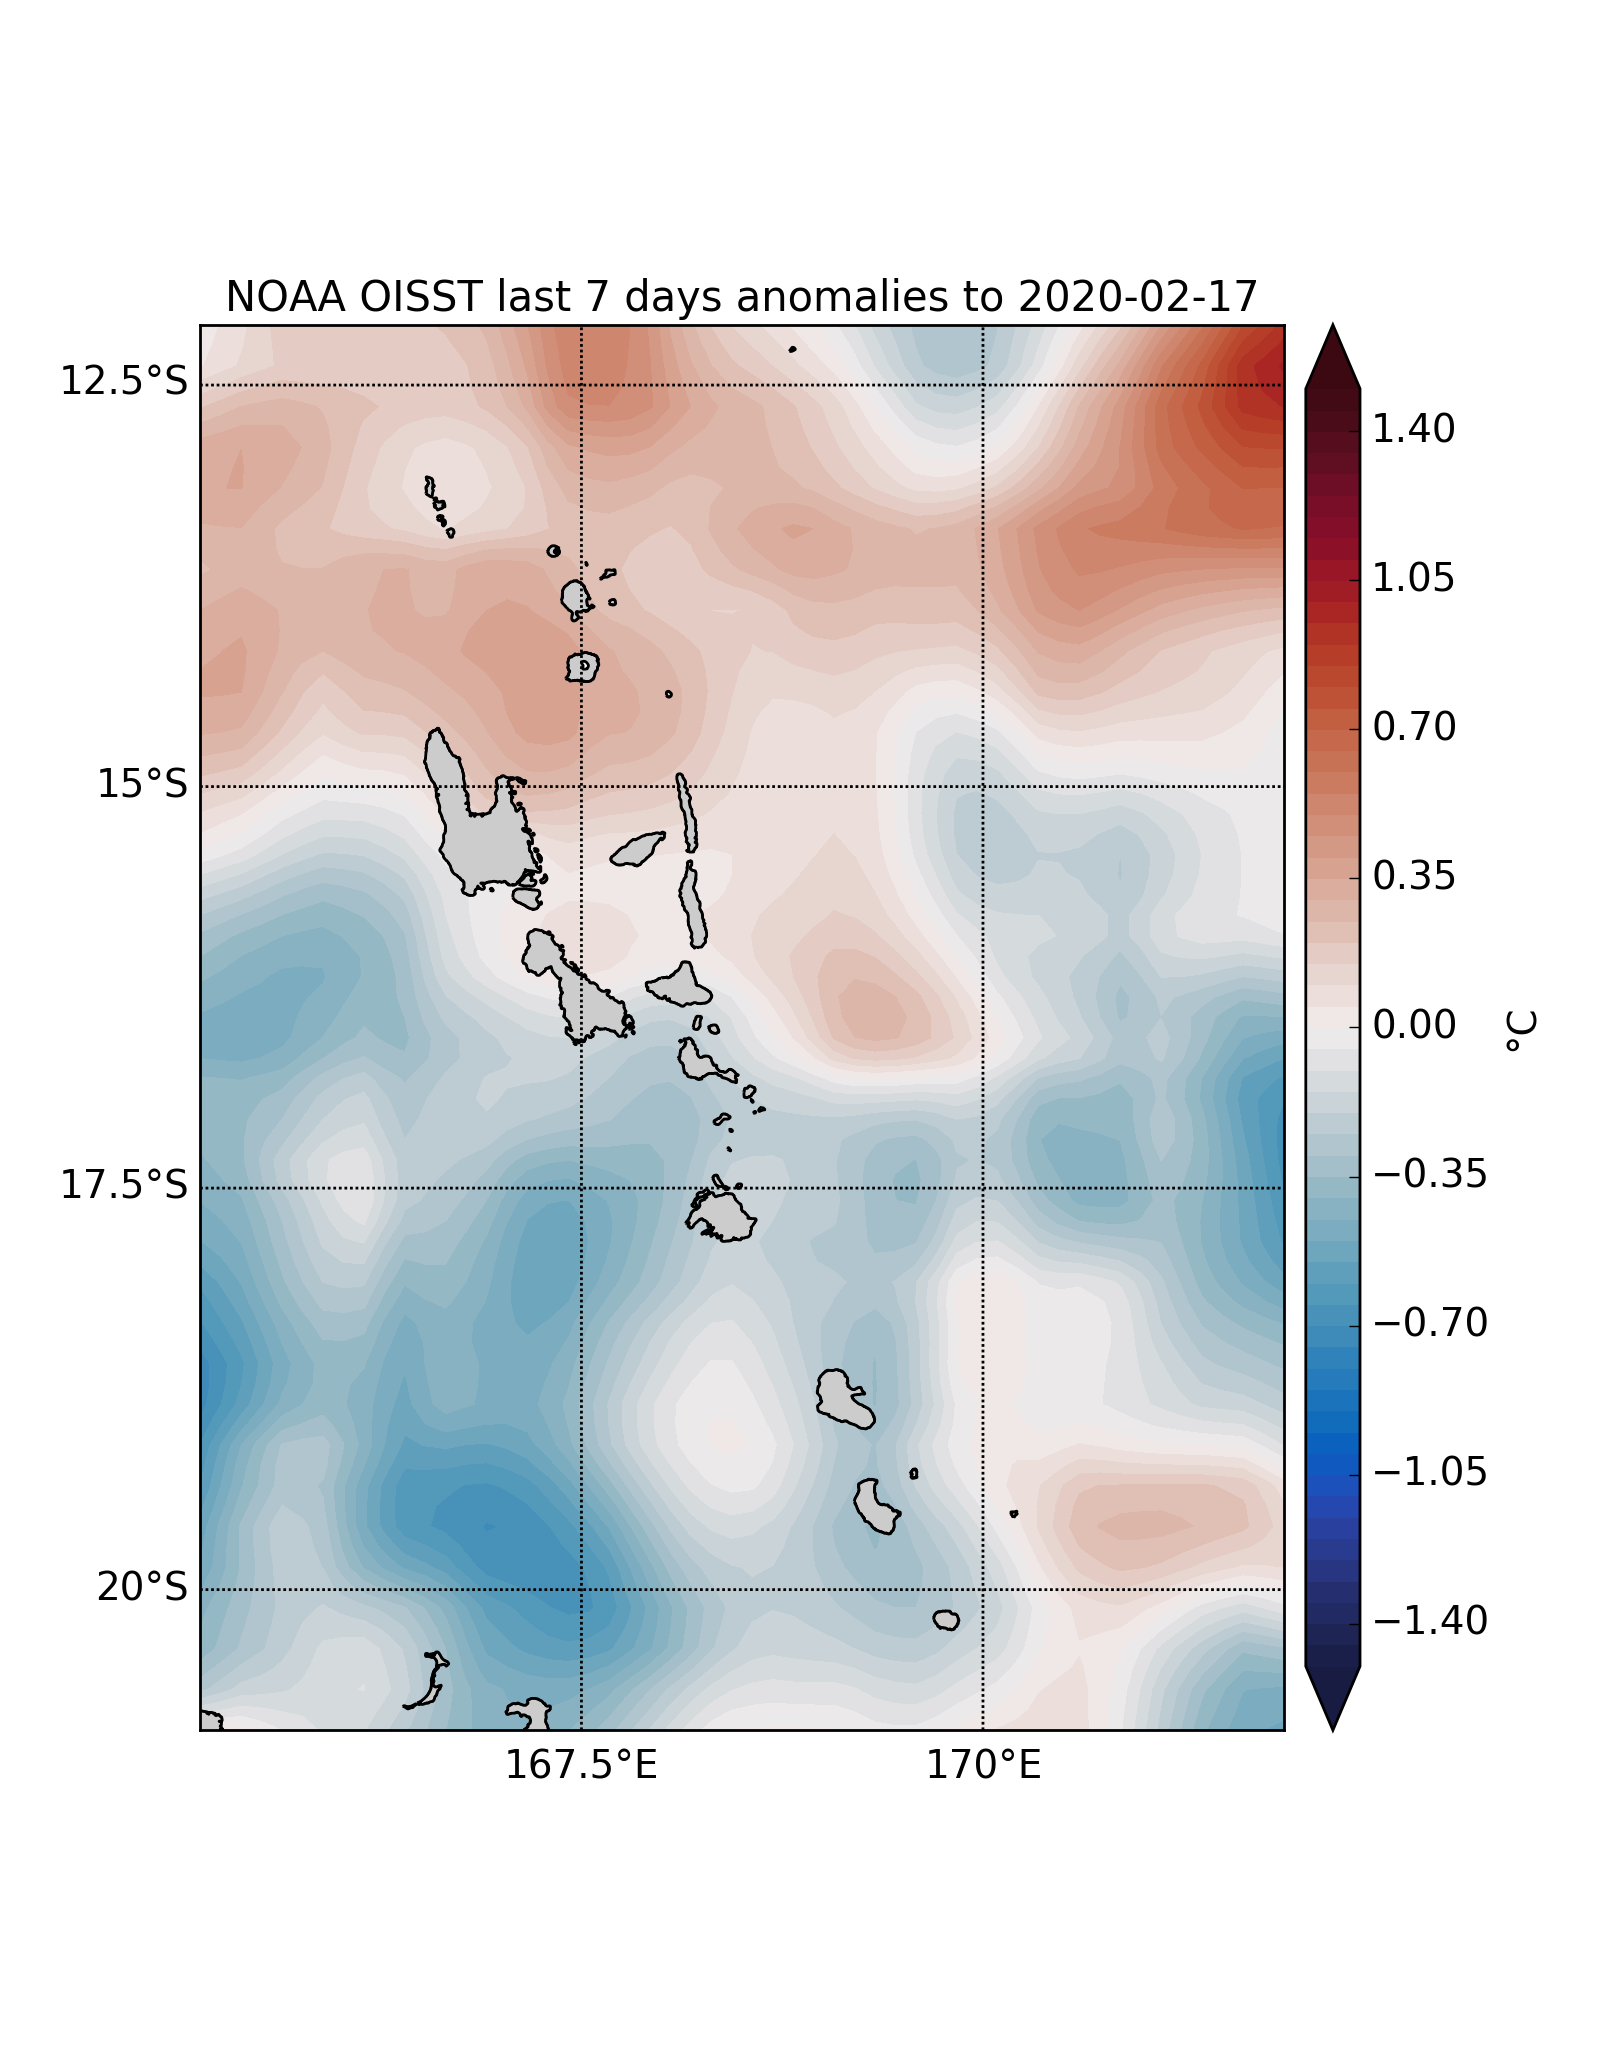 NOAA OISST last 7 days anomalies to 2020-02-17
12.5°S
15°S
17.5°S
20°S
167.5°E
170°E
1.40
1.05
0.70
0.35
0.00
−0.35
−0.70
−1.05
−1.40
°C